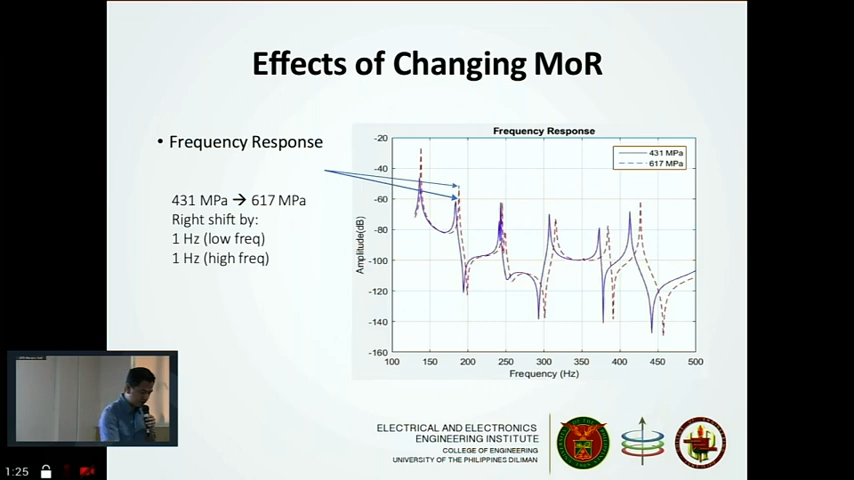 Effects of Changing MoR
• Frequency Response
431 MPa → 617 MPa
Right shift by:
1 Hz (low freq)
1 Hz (high freq)
Frequency Response
431 MPa
617 MPa
Amplitude(dB)
-20
-40
-60
-80
-100
-120
-140
-160
100 150 200 250 300 350 400 450 500
Frequency (Hz)
ELECTRICAL AND ELECTRONICS
ENGINEERING INSTITUTE
COLLEGE OF ENGINEERING
UNIVERSITY OF THE PHILIPPINES DILIMAN
1:25